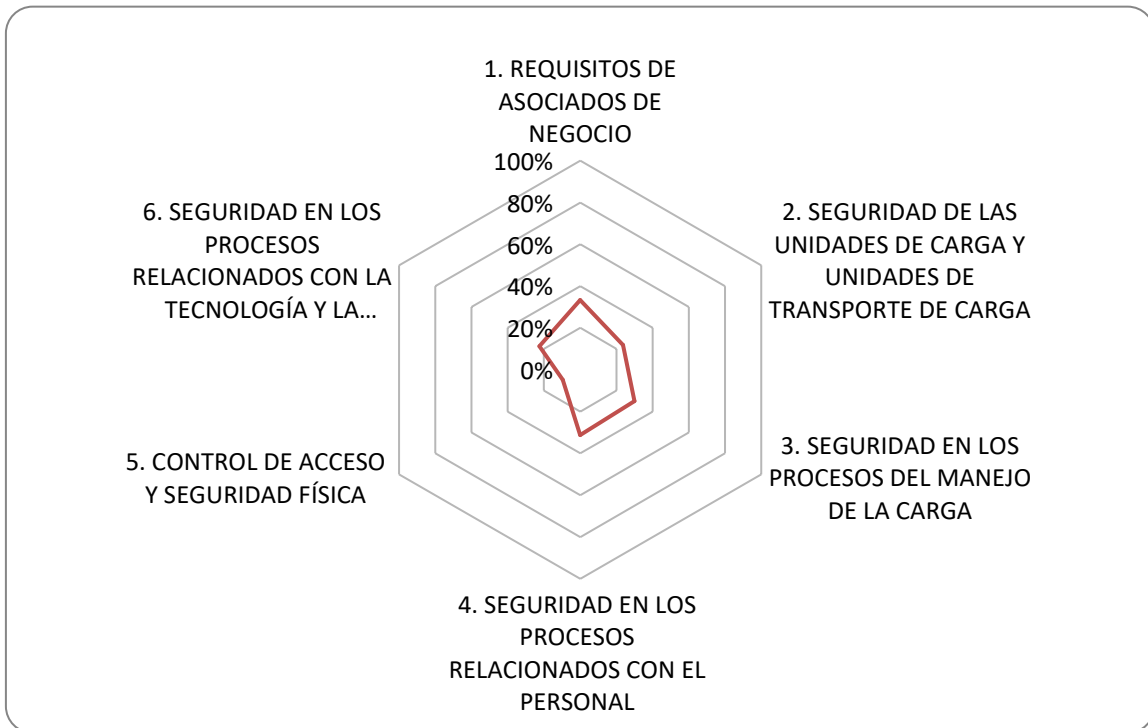 1. REQUISITOS DE
ASOCIADOS DE
NEGOCIO
100%
80%
60%
40%
20%
0%
2. SEGURIDAD DE LAS
UNIDADES DE CARGA Y
UNIDADES DE
TRANSPORTE DE CARGA
3. SEGURIDAD EN LOS
PROCESOS DEL MANEJO
DE LA CARGA
4. SEGURIDAD EN LOS
PROCESOS
RELACIONADOS CON EL
PERSONAL
5. CONTROL DE ACCESO
Y SEGURIDAD FÍSICA
6. SEGURIDAD EN LOS
PROCESOS
RELACIONADOS CON LA
TECNOLOGÍA Y LA...